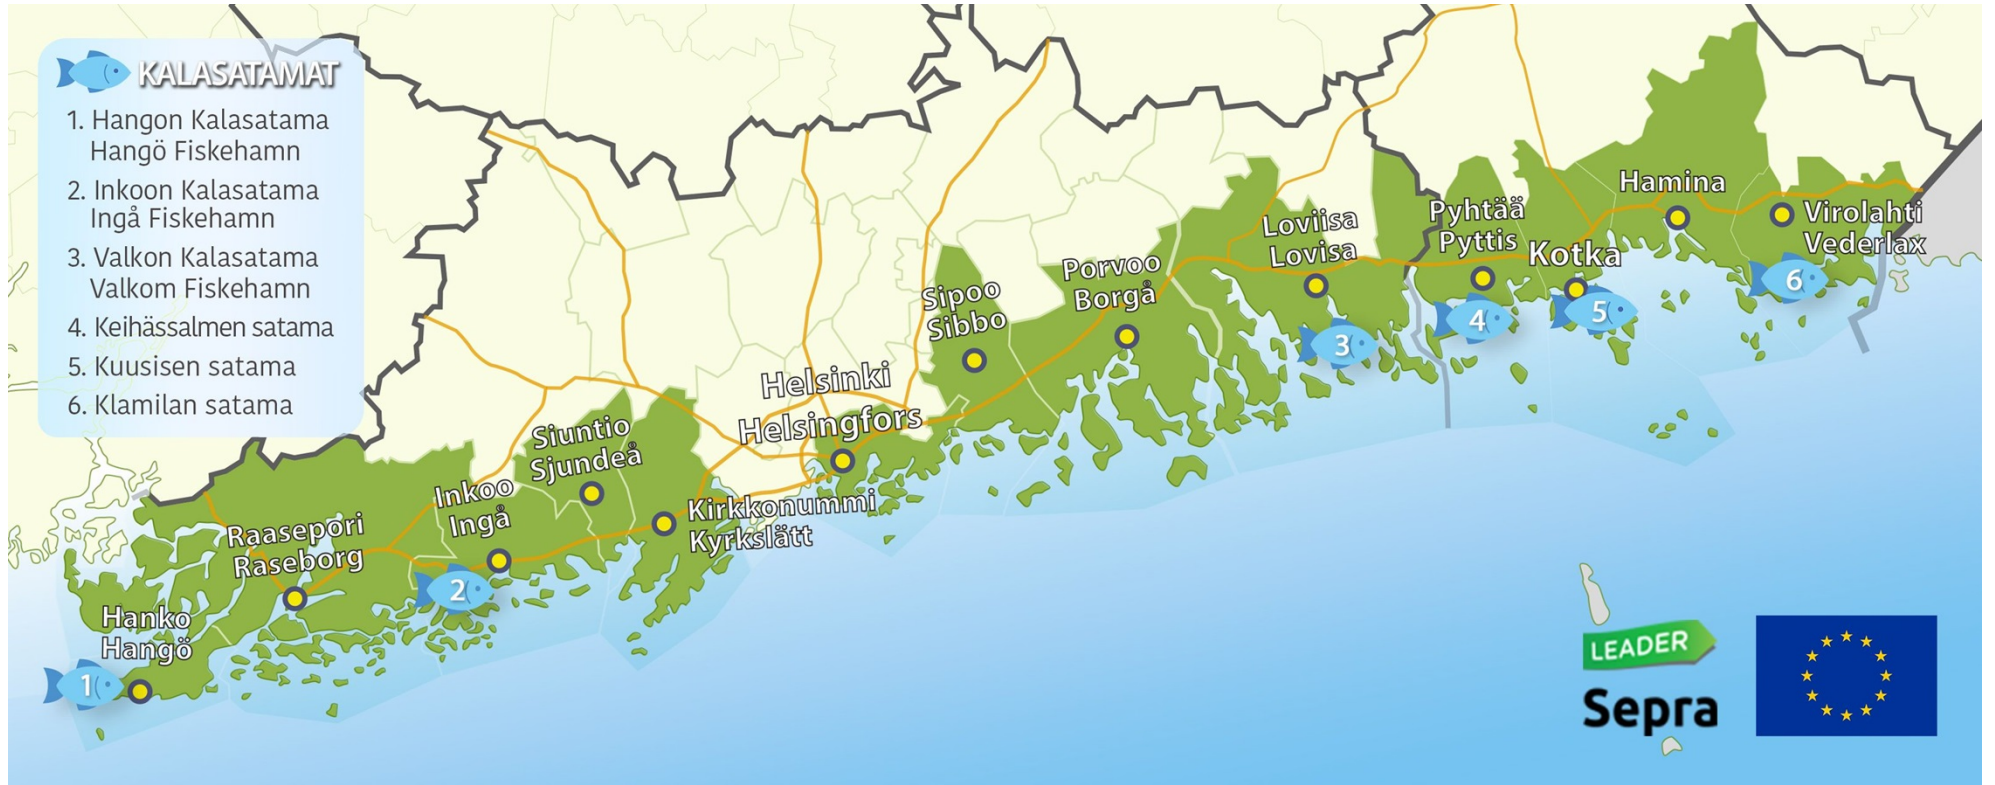 KALASATAMAT
1. Hangon Kalasatama
Hangö Fiskehamn
2. Inkoon Kalasatama
Ingå Fiskehamn
3. Valkon Kalasatama
Valkom Fiskehamn
4. Keihässalmen satama
5. Kuusisen satama
6. Klamilan satama
Hanko
Hangö
1
Raasepori
Raseborg
Inkoo
Ingå
2
Siuntio
Sjundeå
Kirkkonummi
Kyrkslätt
Helsinki
Helsingfors
Sipoo
Sibbo
Porvoo
Borgå
Loviisa
Lovisa
3
Pyhtää
Pyttis
4
Kotka
5
Hamina
Virolahti
Vederlax
6
LEADER
Sepra